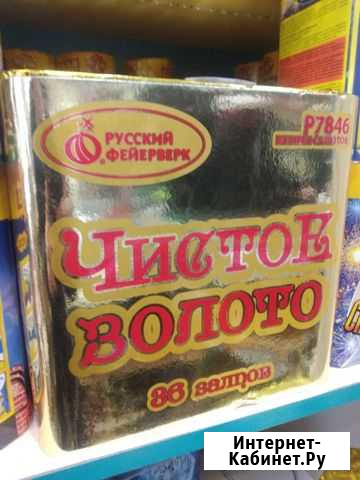 РУССКИЙ
ФЕЙЕРВЕРК
Р7846
ЧИСТОЕ
ЗОЛОТО
36 залпов
Интернет-
Кабинет.Ру